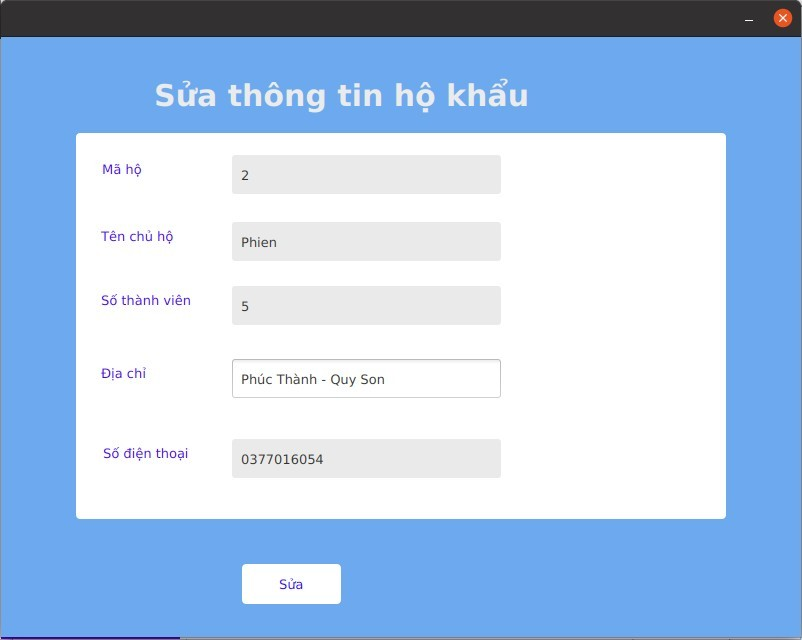 Sửa thông tin hộ khẩu
Mã hộ
2
Tên chủ hộ
Phien
Số thành viên
5
Địa chỉ
Phúc Thành - Quy Son
Số điện thoại
0377016054
Sửa